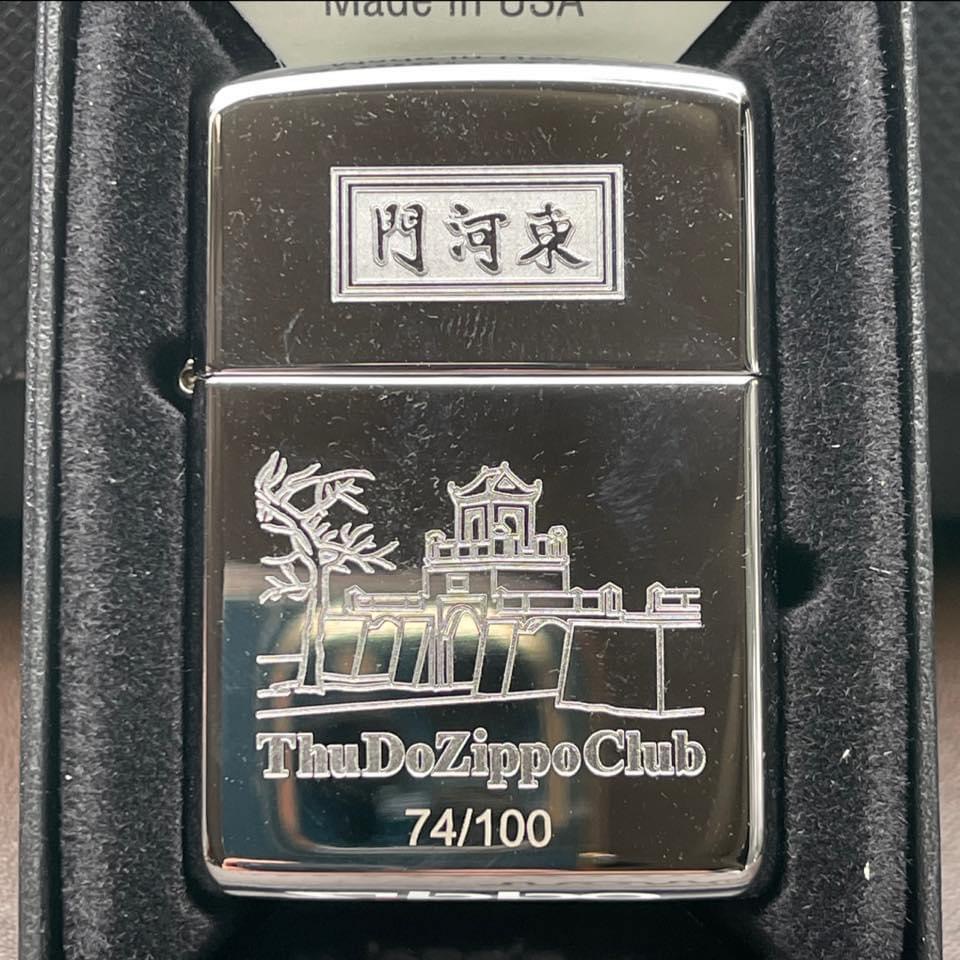 Made in USA
門河東
ThuDoZippoClub
74/100